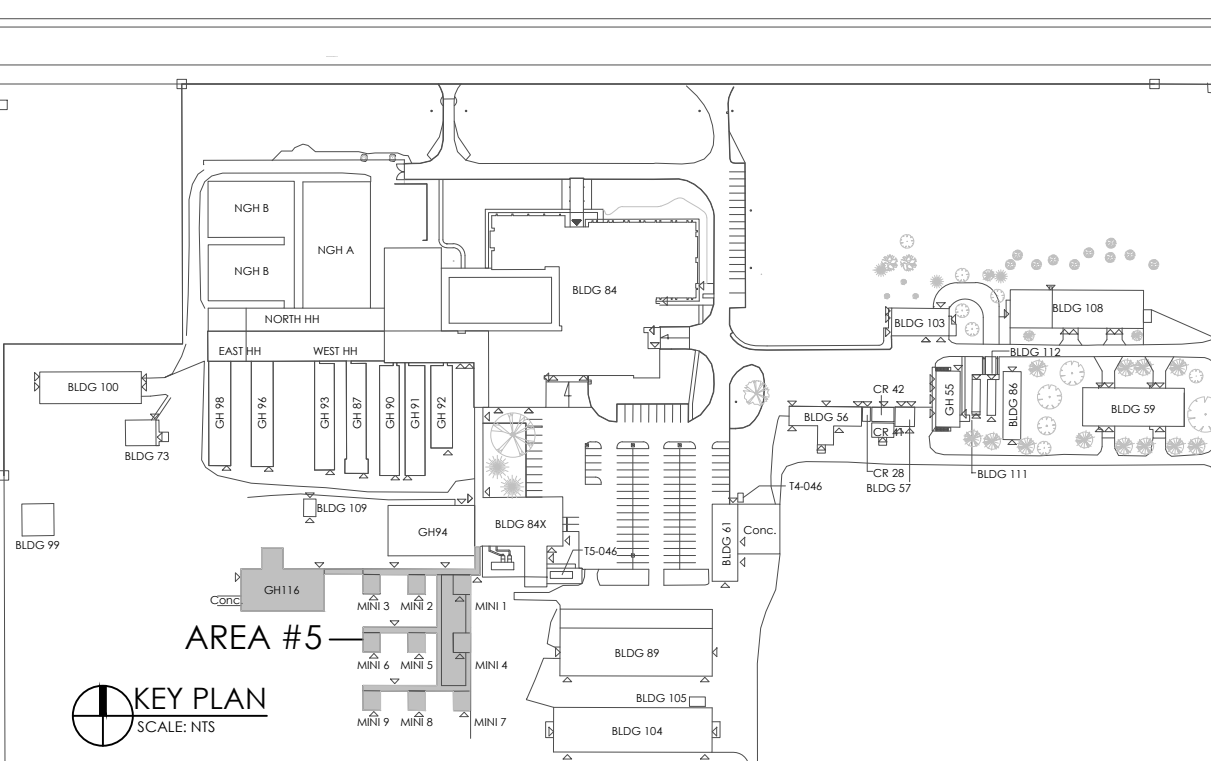 NGH B
NGH A
NGH B
BLDG 84
NORTH HH
EAST HH
WEST HH
BLDG 108
BLDG 103
BLDG 112
BLDG 100
GH 98
GH 96
GH 93
GH 87
GH 90
GH 91
GH 92
CR 42
BLDG 56
CR 41
GH 55
BLDG 86
BLDG 59
BLDG 73
CR 28
BLDG 57
BLDG 111
T4-046
BLDG 109
BLDG 99
GH94
BLDG 84X
BLDG 61
Conc.
T5-046
GH116
Conc.
MINI 3
MINI 2
MINI 1
AREA #5
MINI 6
MINI 5
MINI 4
BLDG 89
KEY PLAN
SCALE: NTS
BLDG 105
MINI 9
MINI 8
MINI 7
BLDG 104